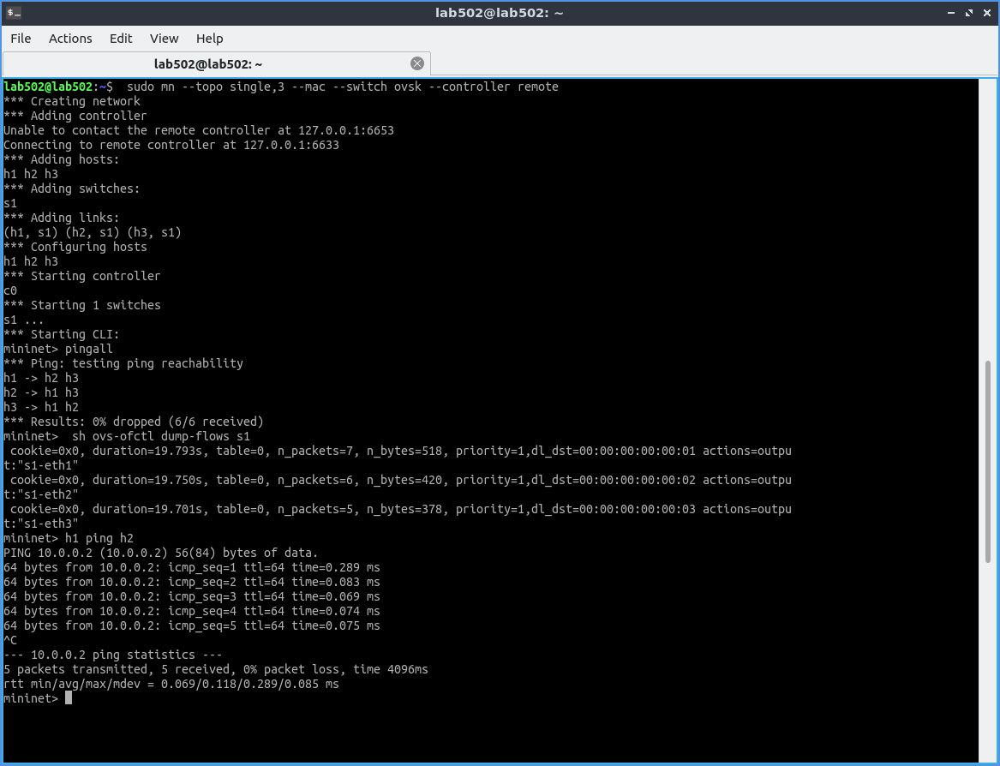 lab502@lab502: ~
File Actions Edit View Help
lab502@lab502: ~
lab502@lab502:~$  sudo mn --topo single,3 --mac --switch ovsk --controller remote
*** Creating network
*** Adding controller
Unable to contact the remote controller at 127.0.0.1:6653
Connecting to remote controller at 127.0.0.1:6633
*** Adding hosts:
h1 h2 h3
*** Adding switches:
s1
*** Adding links:
(h1, s1) (h2, s1) (h3, s1)
*** Configuring hosts
h1 h2 h3
*** Starting controller
c0
*** Starting 1 switches
s1 ...
*** Starting CLI:
mininet> pingall
*** Ping: testing ping reachability
h1 -> h2 h3
h2 -> h1 h3
h3 -> h1 h2
*** Results: 0% dropped (6/6 received)
mininet>  sh ovs-ofctl dump-flows s1
 cookie=0x0, duration=19.793s, table=0, n_packets=7, n_bytes=518, priority=1,dl_dst=00:00:00:00:00:01 actions=outpu
t:"s1-eth1"
 cookie=0x0, duration=19.750s, table=0, n_packets=6, n_bytes=420, priority=1,dl_dst=00:00:00:00:00:02 actions=outpu
t:"s1-eth2"
 cookie=0x0, duration=19.701s, table=0, n_packets=5, n_bytes=378, priority=1,dl_dst=00:00:00:00:00:03 actions=outpu
t:"s1-eth3"
mininet> h1 ping h2
PING 10.0.0.2 (10.0.0.2) 56(84) bytes of data.
64 bytes from 10.0.0.2: icmp_seq=1 ttl=64 time=0.289 ms
64 bytes from 10.0.0.2: icmp_seq=2 ttl=64 time=0.083 ms
64 bytes from 10.0.0.2: icmp_seq=3 ttl=64 time=0.069 ms
64 bytes from 10.0.0.2: icmp_seq=4 ttl=64 time=0.074 ms
64 bytes from 10.0.0.2: icmp_seq=5 ttl=64 time=0.075 ms
^C
--- 10.0.0.2 ping statistics ---
5 packets transmitted, 5 received, 0% packet loss, time 4096ms
rtt min/avg/max/mdev = 0.069/0.118/0.289/0.085 ms
mininet>